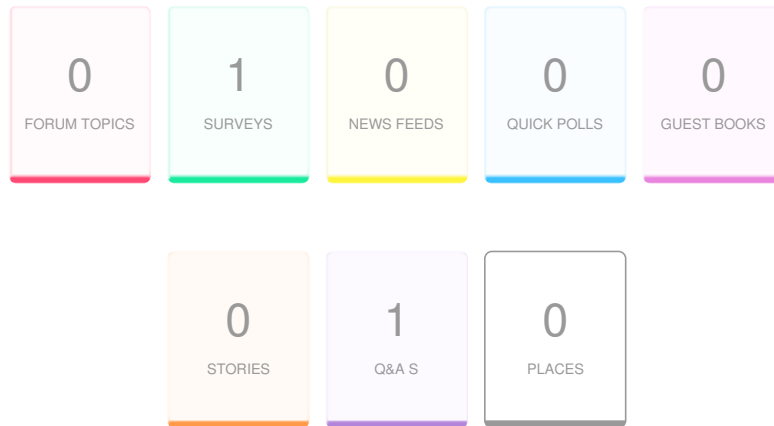 0 1 0 0 0
FORUM TOPICS SURVEYS NEWS FEEDS QUICK POLLS GUEST BOOKS
0 1 0
STORIES Q&A S PLACES